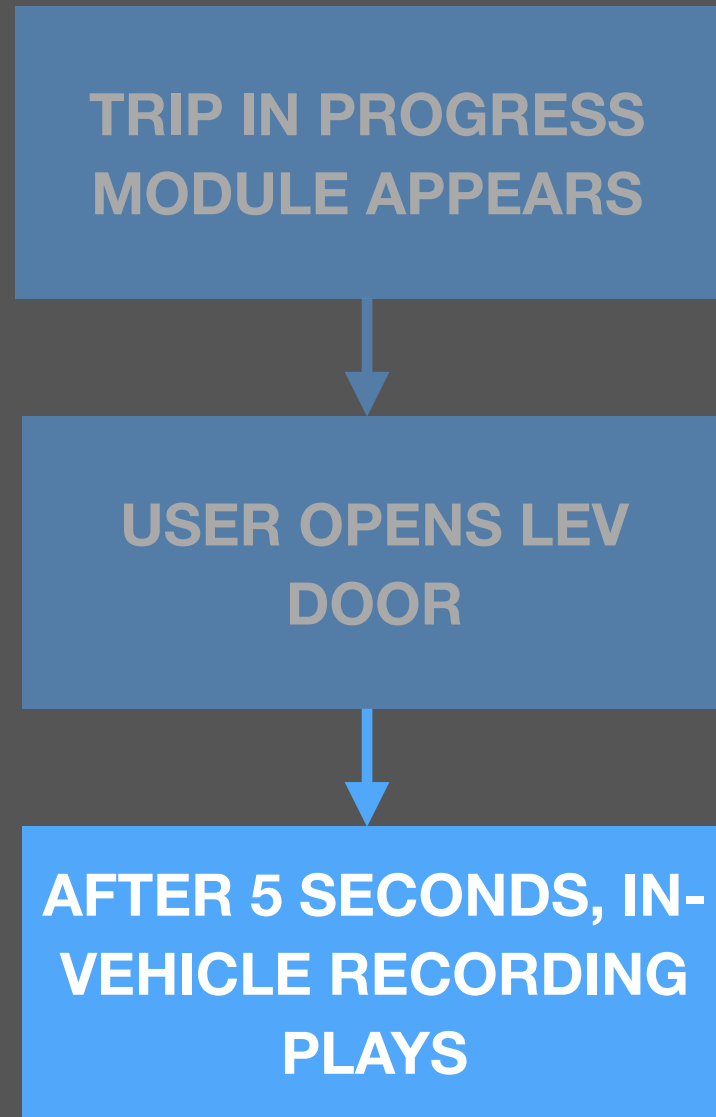 TRIP IN PROGRESS
MODULE APPEARS
USER OPENS LEV
DOOR
AFTER 5 SECONDS, IN-
VEHICLE RECORDING
PLAYS